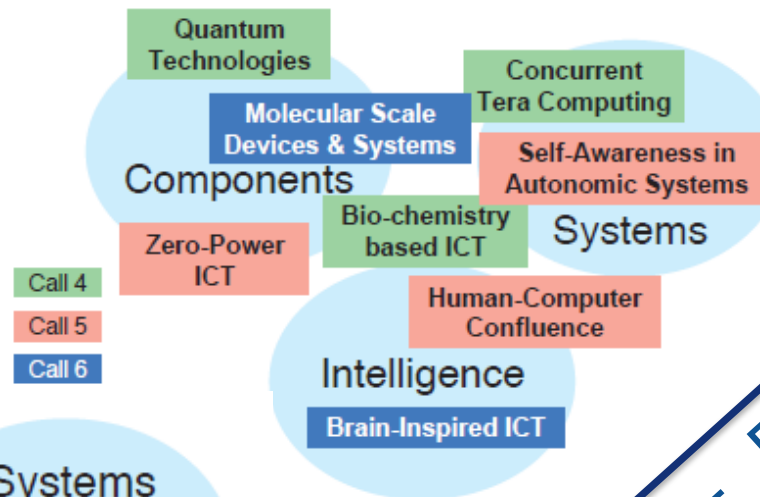 Quantum
Technologies
Concurrent
Tera Computing
Molecular Scale
Devices & Systems
Self-Awareness in
Autonomic Systems
Components
Bio-chemistry
based ICT
Systems
Zero-Power
ICT
Call 4
Call 5
Call 6
Human-Computer
Confluence
Intelligence
Brain-Inspired ICT
Systems